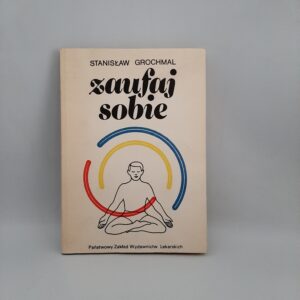 STANISŁAW GROCHMAL
zaufaj
sobie
Państwowy Zakład Wydawnictw Lekarskich